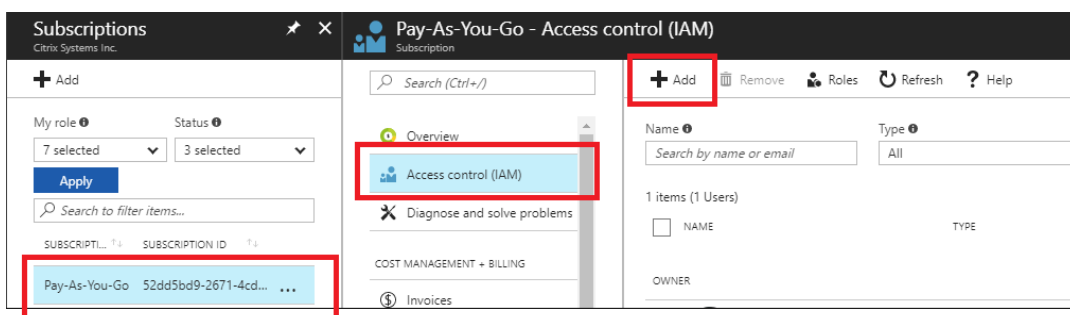 Subscriptions
Citrix Systems Inc.
Add
My role
Status
7 selected
3 selected
Apply
Search to filter items...
SUBSCRIPTI...
SUBSCRIPTION ID
Pay-As-You-Go
52dd5bd9-2671-4cd...
...
Pay-As-You-Go - Access control (IAM)
Subscription
Search (Ctrl+/)
Overview
Access control (IAM)
Diagnose and solve problems
COST MANAGEMENT + BILLING
Invoices
Add
Remove
Roles
Refresh
? Help
Name
Type
Search by name or email
All
1 items (1 Users)
NAME
TYPE
OWNER